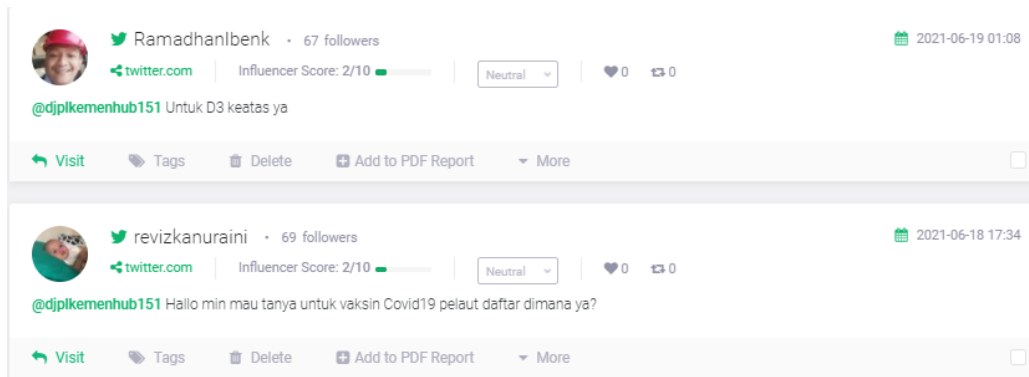 RamadhanIbenk • 67 followers 2021-06-19 01:08
twitter.com Influencer Score: 2/10 Neutral 0 0
@djplkemenhub151 Untuk D3 keatas ya
Visit Tags Delete Add to PDF Report More
revizkanuraini • 69 followers 2021-06-18 17:34
twitter.com Influencer Score: 2/10 Neutral 0 0
@djplkemenhub151 Hallo min mau tanya untuk vaksin Covid19 pelaut daftar dimana ya?
Visit Tags Delete Add to PDF Report More